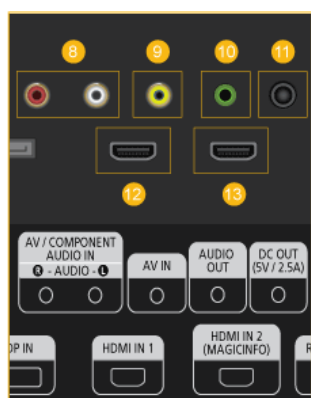 8 9 10 11
12 13
AV / COMPONENT
AUDIO IN
R - AUDIO - L
AV IN
AUDIO
OUT
DC OUT
(5V / 2.5A)
OP IN
HDMI IN 1
HDMI IN 2
(MAGICINFO)
R